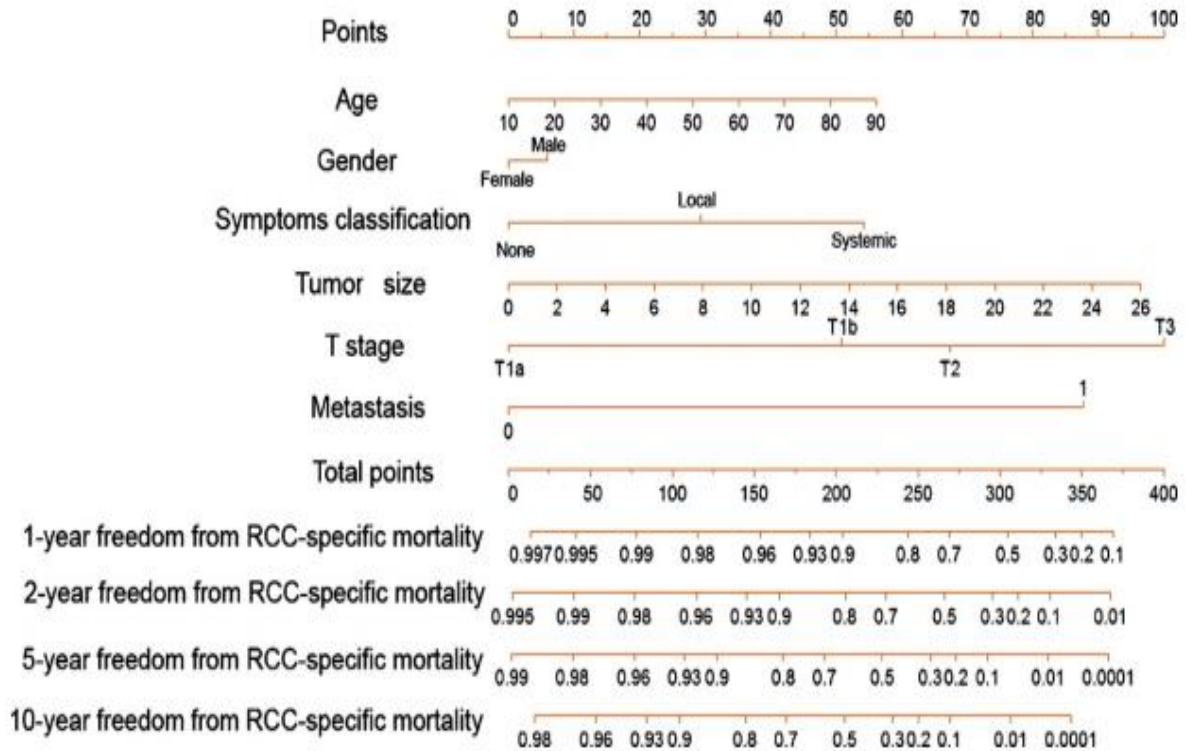 Points 0 10 20 30 40 50 60 70 80 90 100
Age 10 20 30 40 50 60 70 80 90
Gender Female Male
Symptoms classification None Local Systemic
Tumor size 0 2 4 6 8 10 12 14 16 18 20 22 24 26
T stage T1a T1b T2 T3
Metastasis 0 1
Total points 0 50 100 150 200 250 300 350 400
1-year freedom from RCC-specific mortality 0.997 0.995 0.99 0.98 0.96 0.93 0.9 0.8 0.7 0.5 0.3 0.2 0.1
2-year freedom from RCC-specific mortality 0.995 0.99 0.98 0.96 0.93 0.9 0.8 0.7 0.5 0.3 0.2 0.1 0.01
5-year freedom from RCC-specific mortality 0.99 0.98 0.96 0.93 0.9 0.8 0.7 0.5 0.3 0.2 0.1 0.01 0.0001
10-year freedom from RCC-specific mortality 0.98 0.96 0.93 0.9 0.8 0.7 0.5 0.3 0.2 0.1 0.01 0.0001